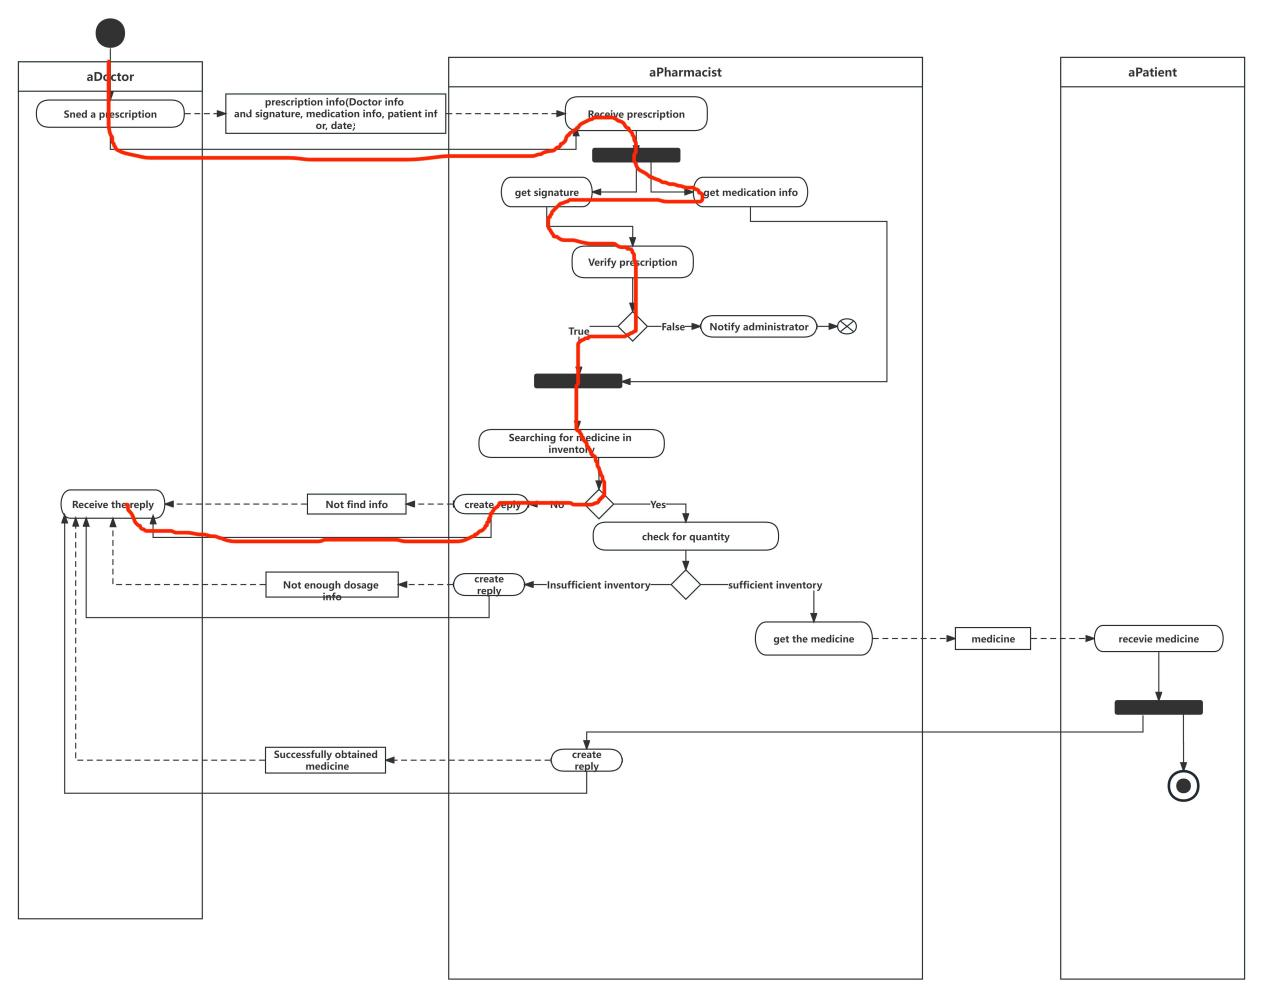 aDoctor
aPharmacist
aPatient
Sned a prescription
prescription info(Doctor info
and signature, medication info, patient inf
or, date;
Receive prescription
get signature
get medication info
Verify prescription
True
False
Notify administrator
Searching for medicine in
inventory
Receive the reply
Not find info
create reply
No
Yes
check for quantity
Not enough dosage
info
create
reply
Insufficient inventory
sufficient inventory
get the medicine
medicine
recevie medicine
Successfully obtained
medicine
create
reply